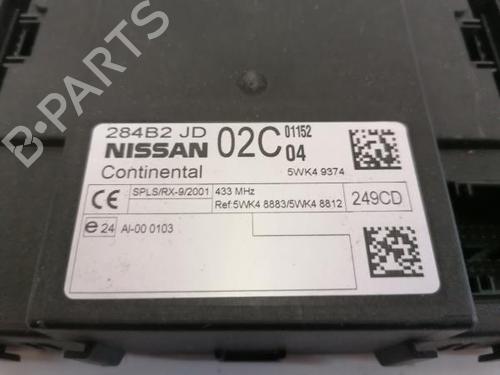 B-PARTS
284B2 JD
NISSAN 02C 01152 04
Continental 5WK4 9374
CE SPLS/RX-9/2001 433 MHz
Ref:5WK4 8883/5WK4 8812 249CD
e 24 AI-00 0103